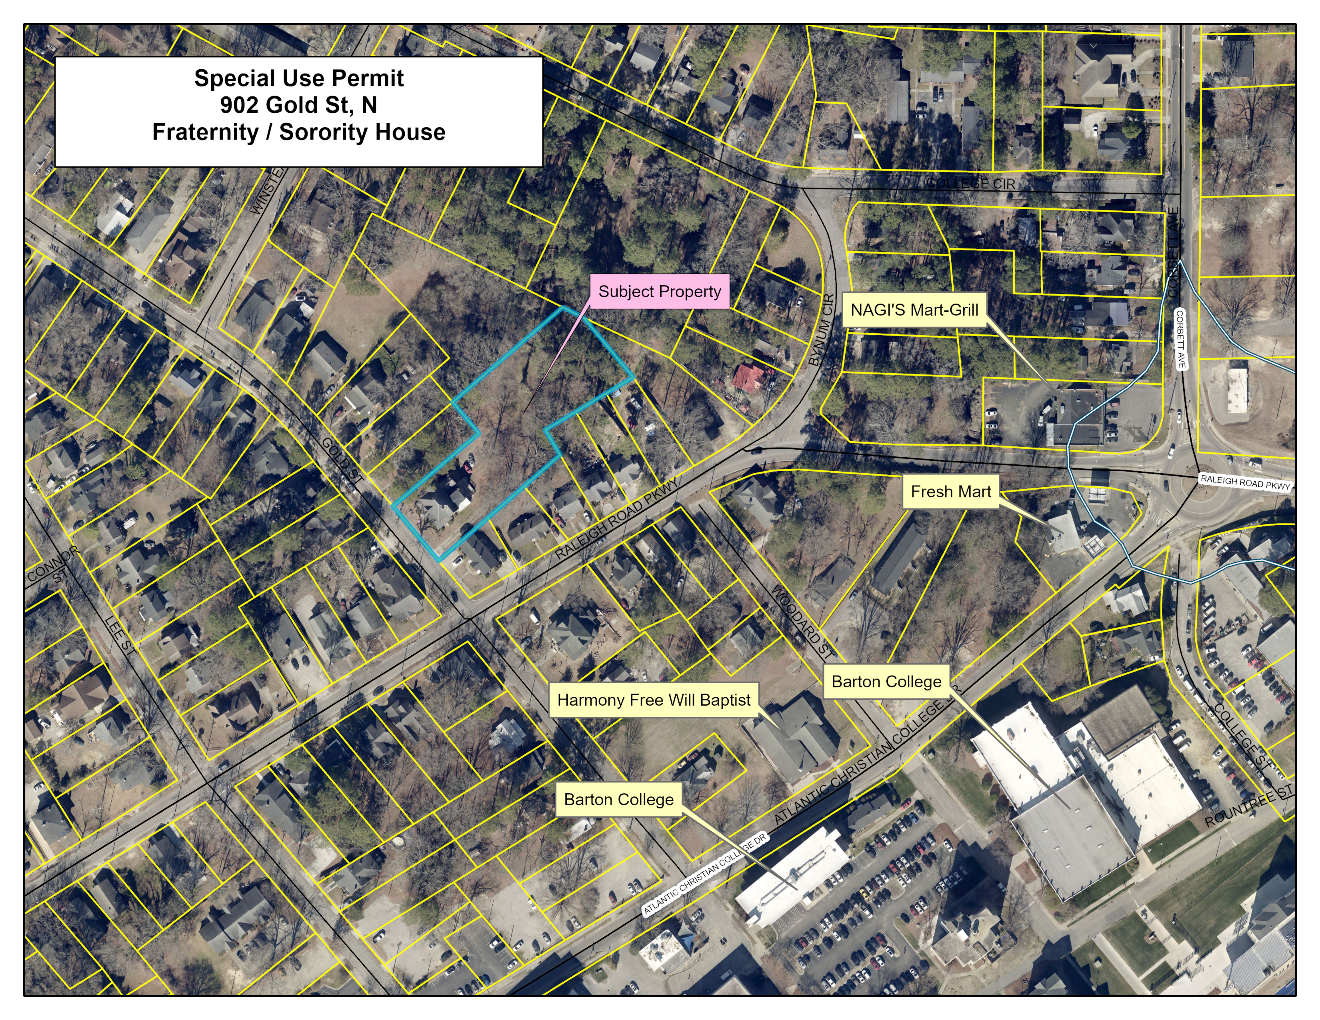 Special Use Permit
902 Gold St, N
Fraternity / Sorority House
COLLEGE CIR
Subject Property
NAGI'S Mart-Grill
BYNUM CIR
CORBETT AVE
GOLD ST
RALEIGH ROAD PKWY
Fresh Mart
RALEIGH ROAD PKWY
CONNOR
ST
LEE ST
WOODARD ST
Barton College
Harmony Free Will Baptist
COLLEGE ST
Barton College
ATLANTIC CHRISTIAN COLLEGE
ROUNTREE ST
ATLANTIC CHRISTIAN COLLEGE DR